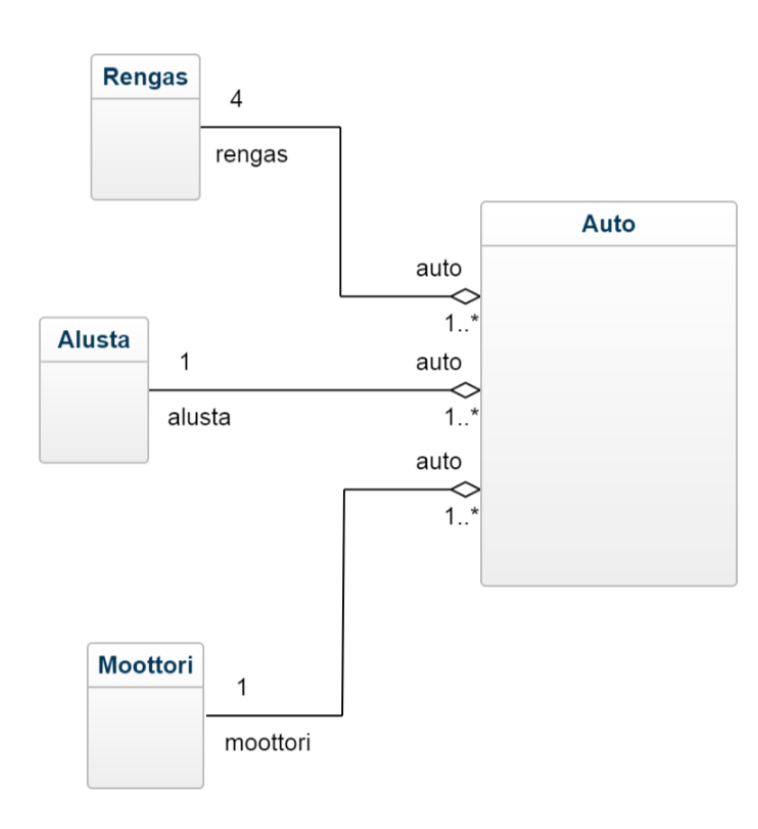 Rengas
4
rengas
Auto
auto
1..*
Alusta
1
auto
alusta
1..*
auto
1..*
Moottori
1
moottori